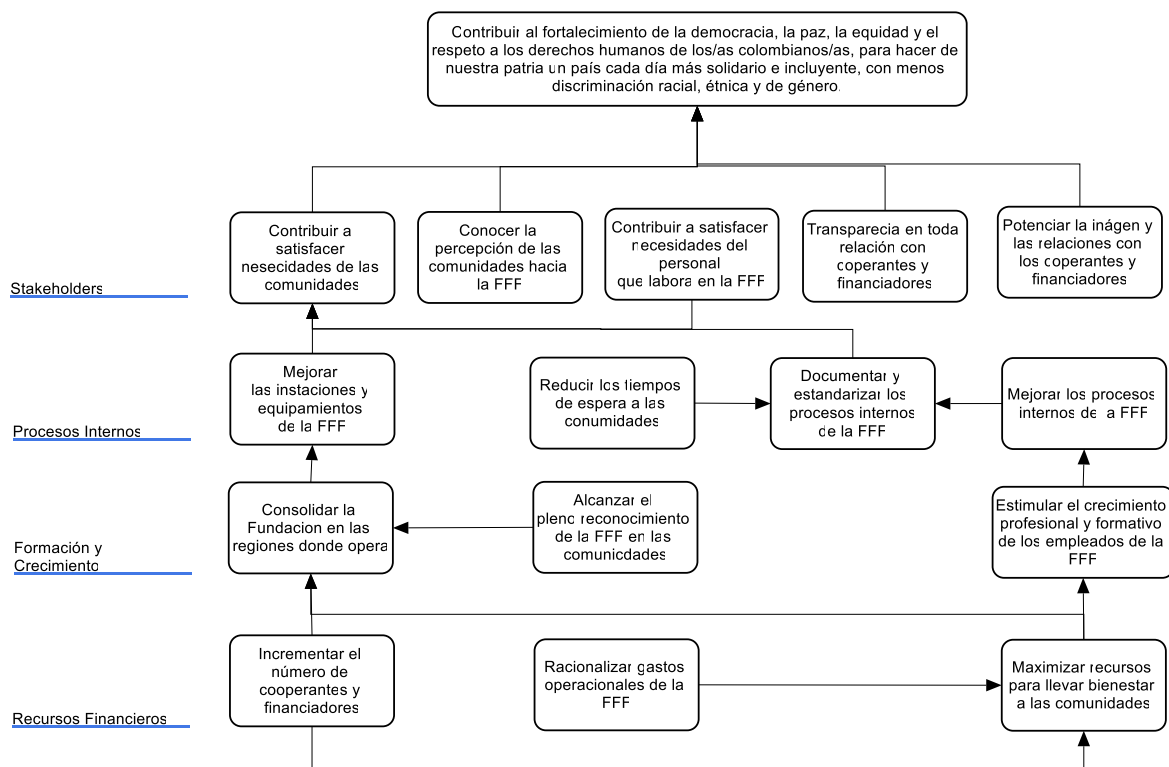 Contribuir al fortalecimiento de la democracia, la paz, la equidad y el
respeto a los derechos humanos de los/as colombianos/as, para hacer de
nuestra patria un país cada día más solidario e incluyente, con menos
discriminación racial, étnica y de género.
Stakeholders
Contribuir a
satisfacer
nesecidades de las
comunidades
Conocer la
percepción de las
comunidades hacia
la FFF
Contribuir a satisfacer
necesidades del
personal
que labora en la FFF
Transparecia en toda
relación con
coperantes y
financiadores
Potenciar la inágen y
las relaciones con
los coperantes y
financiadores
Procesos Internos
Mejorar
las instaciones y
equipamientos
de la FFF
Reducir los tiempos
de espera a las
conumidades
Documentar y
estandarizar los
procesos internos
de la FFF
Mejorar los procesos
internos de a FFF
Formación y
Crecimiento
Consolidar la
Fundacion en las
regiones donde opera
Alcanzar el
pleno reconocimiento
de la FFF en las
comunicdades
Estimular el crecimiento
profesional y formativo
de los empleados de la
FFF
Recursos Financieros
Incrementar el
número de
cooperantes y
financiadores
Racionalizar gastos
operacionales de la
FFF
Maximizar recursos
para llevar bienestar
a las comunidades